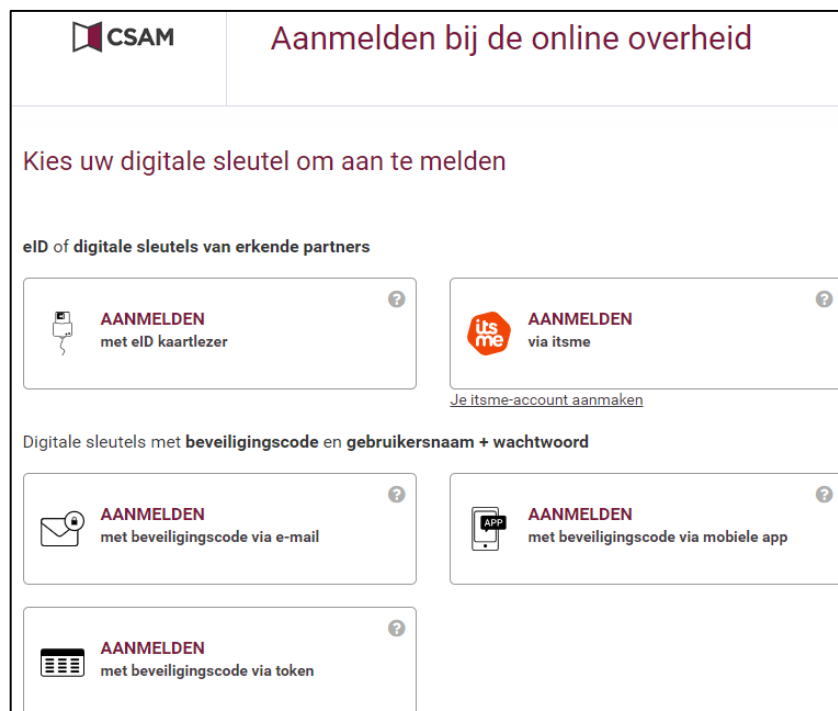 CSAM
Aanmelden bij de online overheid
Kies uw digitale sleutel om aan te melden
eID of digitale sleutels van erkende partners
?
AANMELDEN
met eID kaartlezer
?
its
me
AANMELDEN
via itsme
Je itsme-account aanmaken
Digitale sleutels met beveiligingscode en gebruikersnaam + wachtwoord
?
AANMELDEN
met beveiligingscode via e-mail
?
APP
AANMELDEN
met beveiligingscode via mobiele app
?
AANMELDEN
met beveiligingscode via token